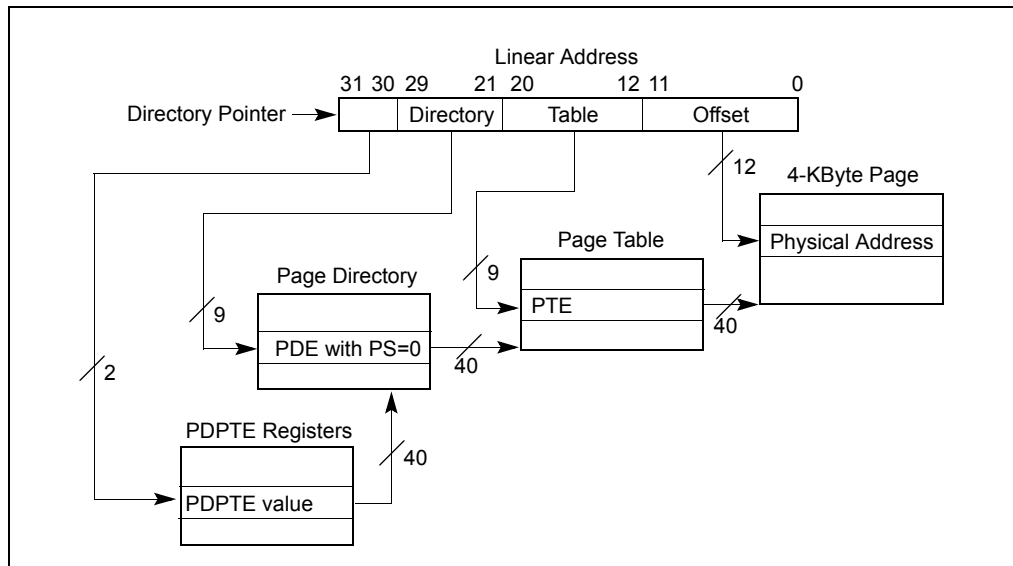 Linear Address
31 30 29 21 20 12 11 0
Directory Pointer
Directory Table Offset
12
4-KByte Page
Physical Address
Page Table
9
PTE
40
Page Directory
9
PDE with PS=0
40
2
PDPTE Registers
40
PDPTE value